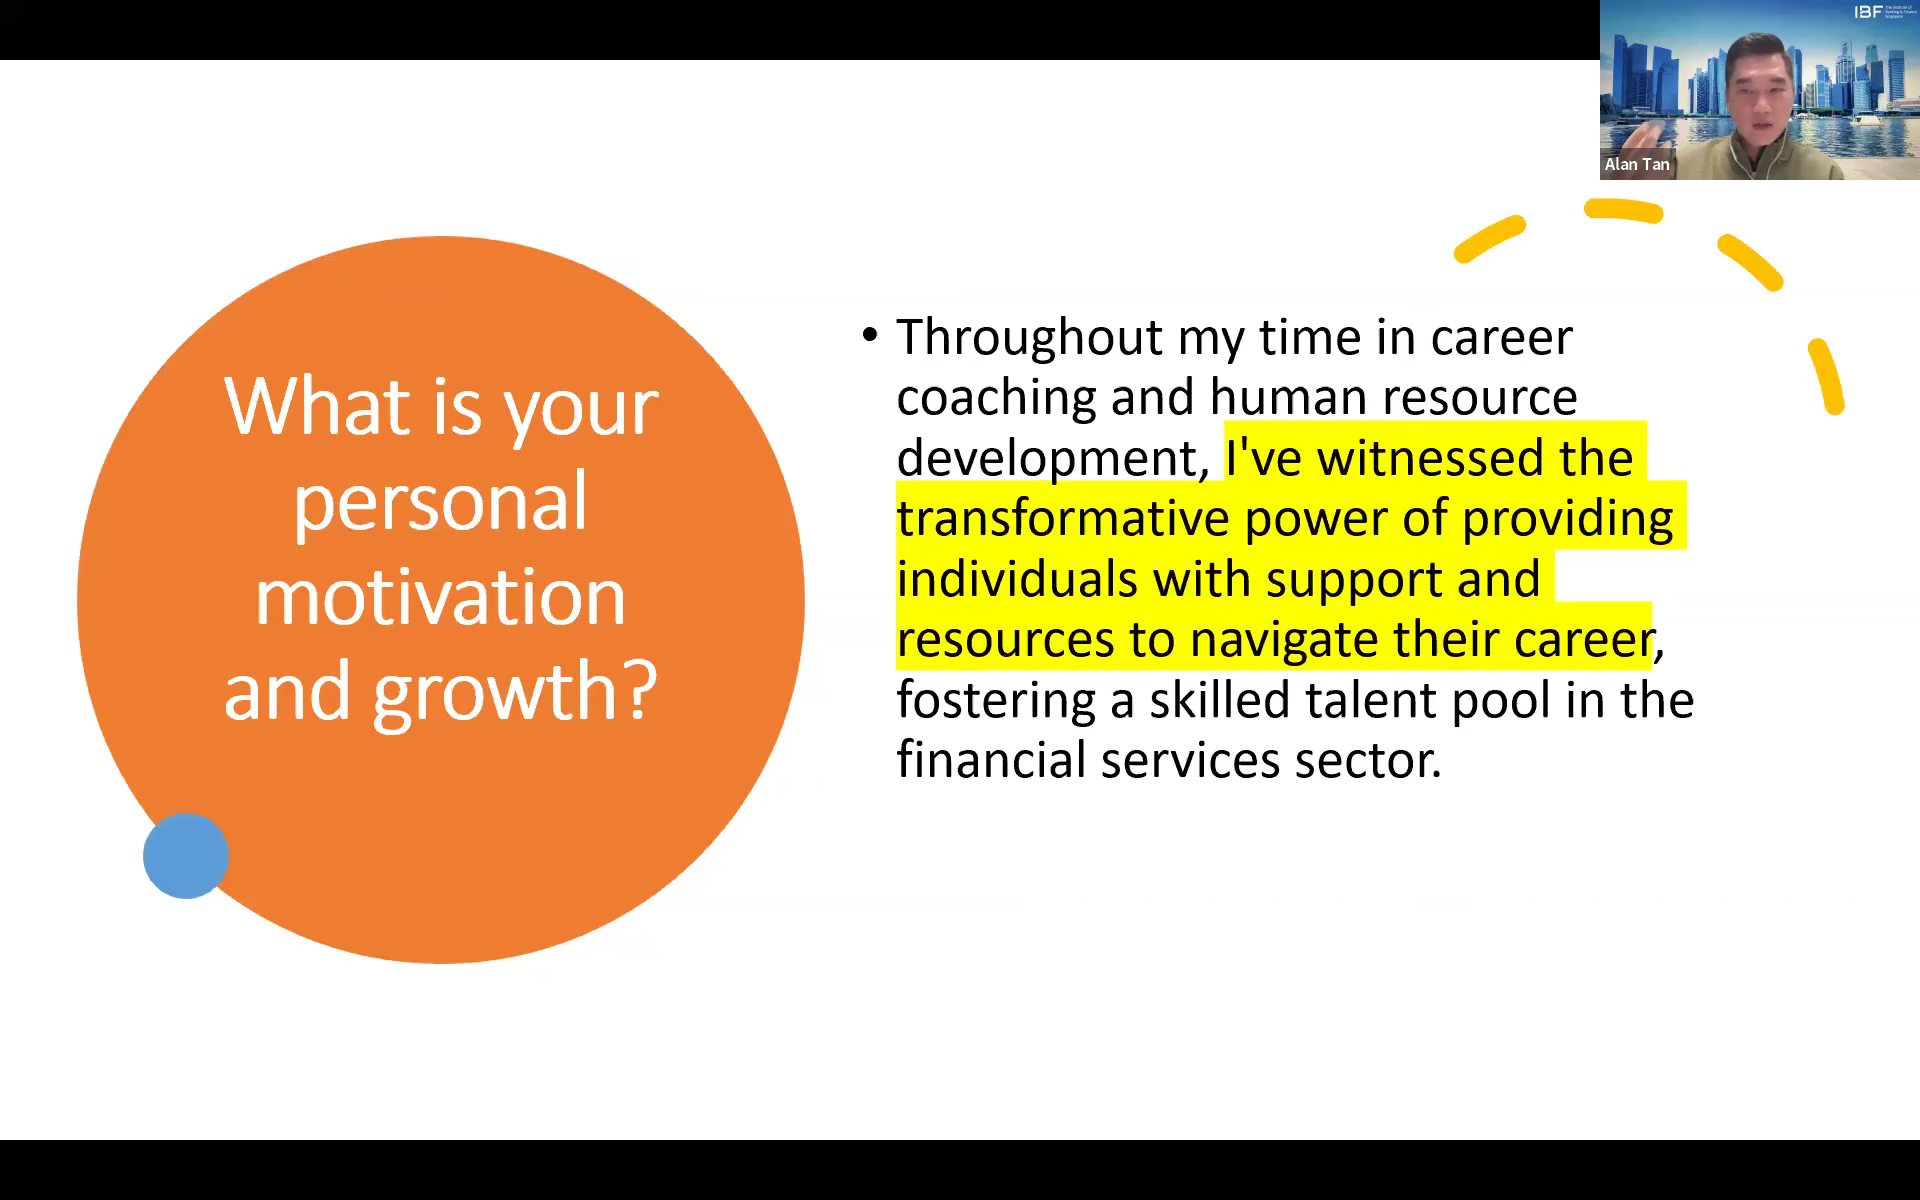 IBF
Alan Tan
What is your
personal
motivation
and growth?
• Throughout my time in career
coaching and human resource
development, I've witnessed the
transformative power of providing
individuals with support and
resources to navigate their career,
fostering a skilled talent pool in the
financial services sector.